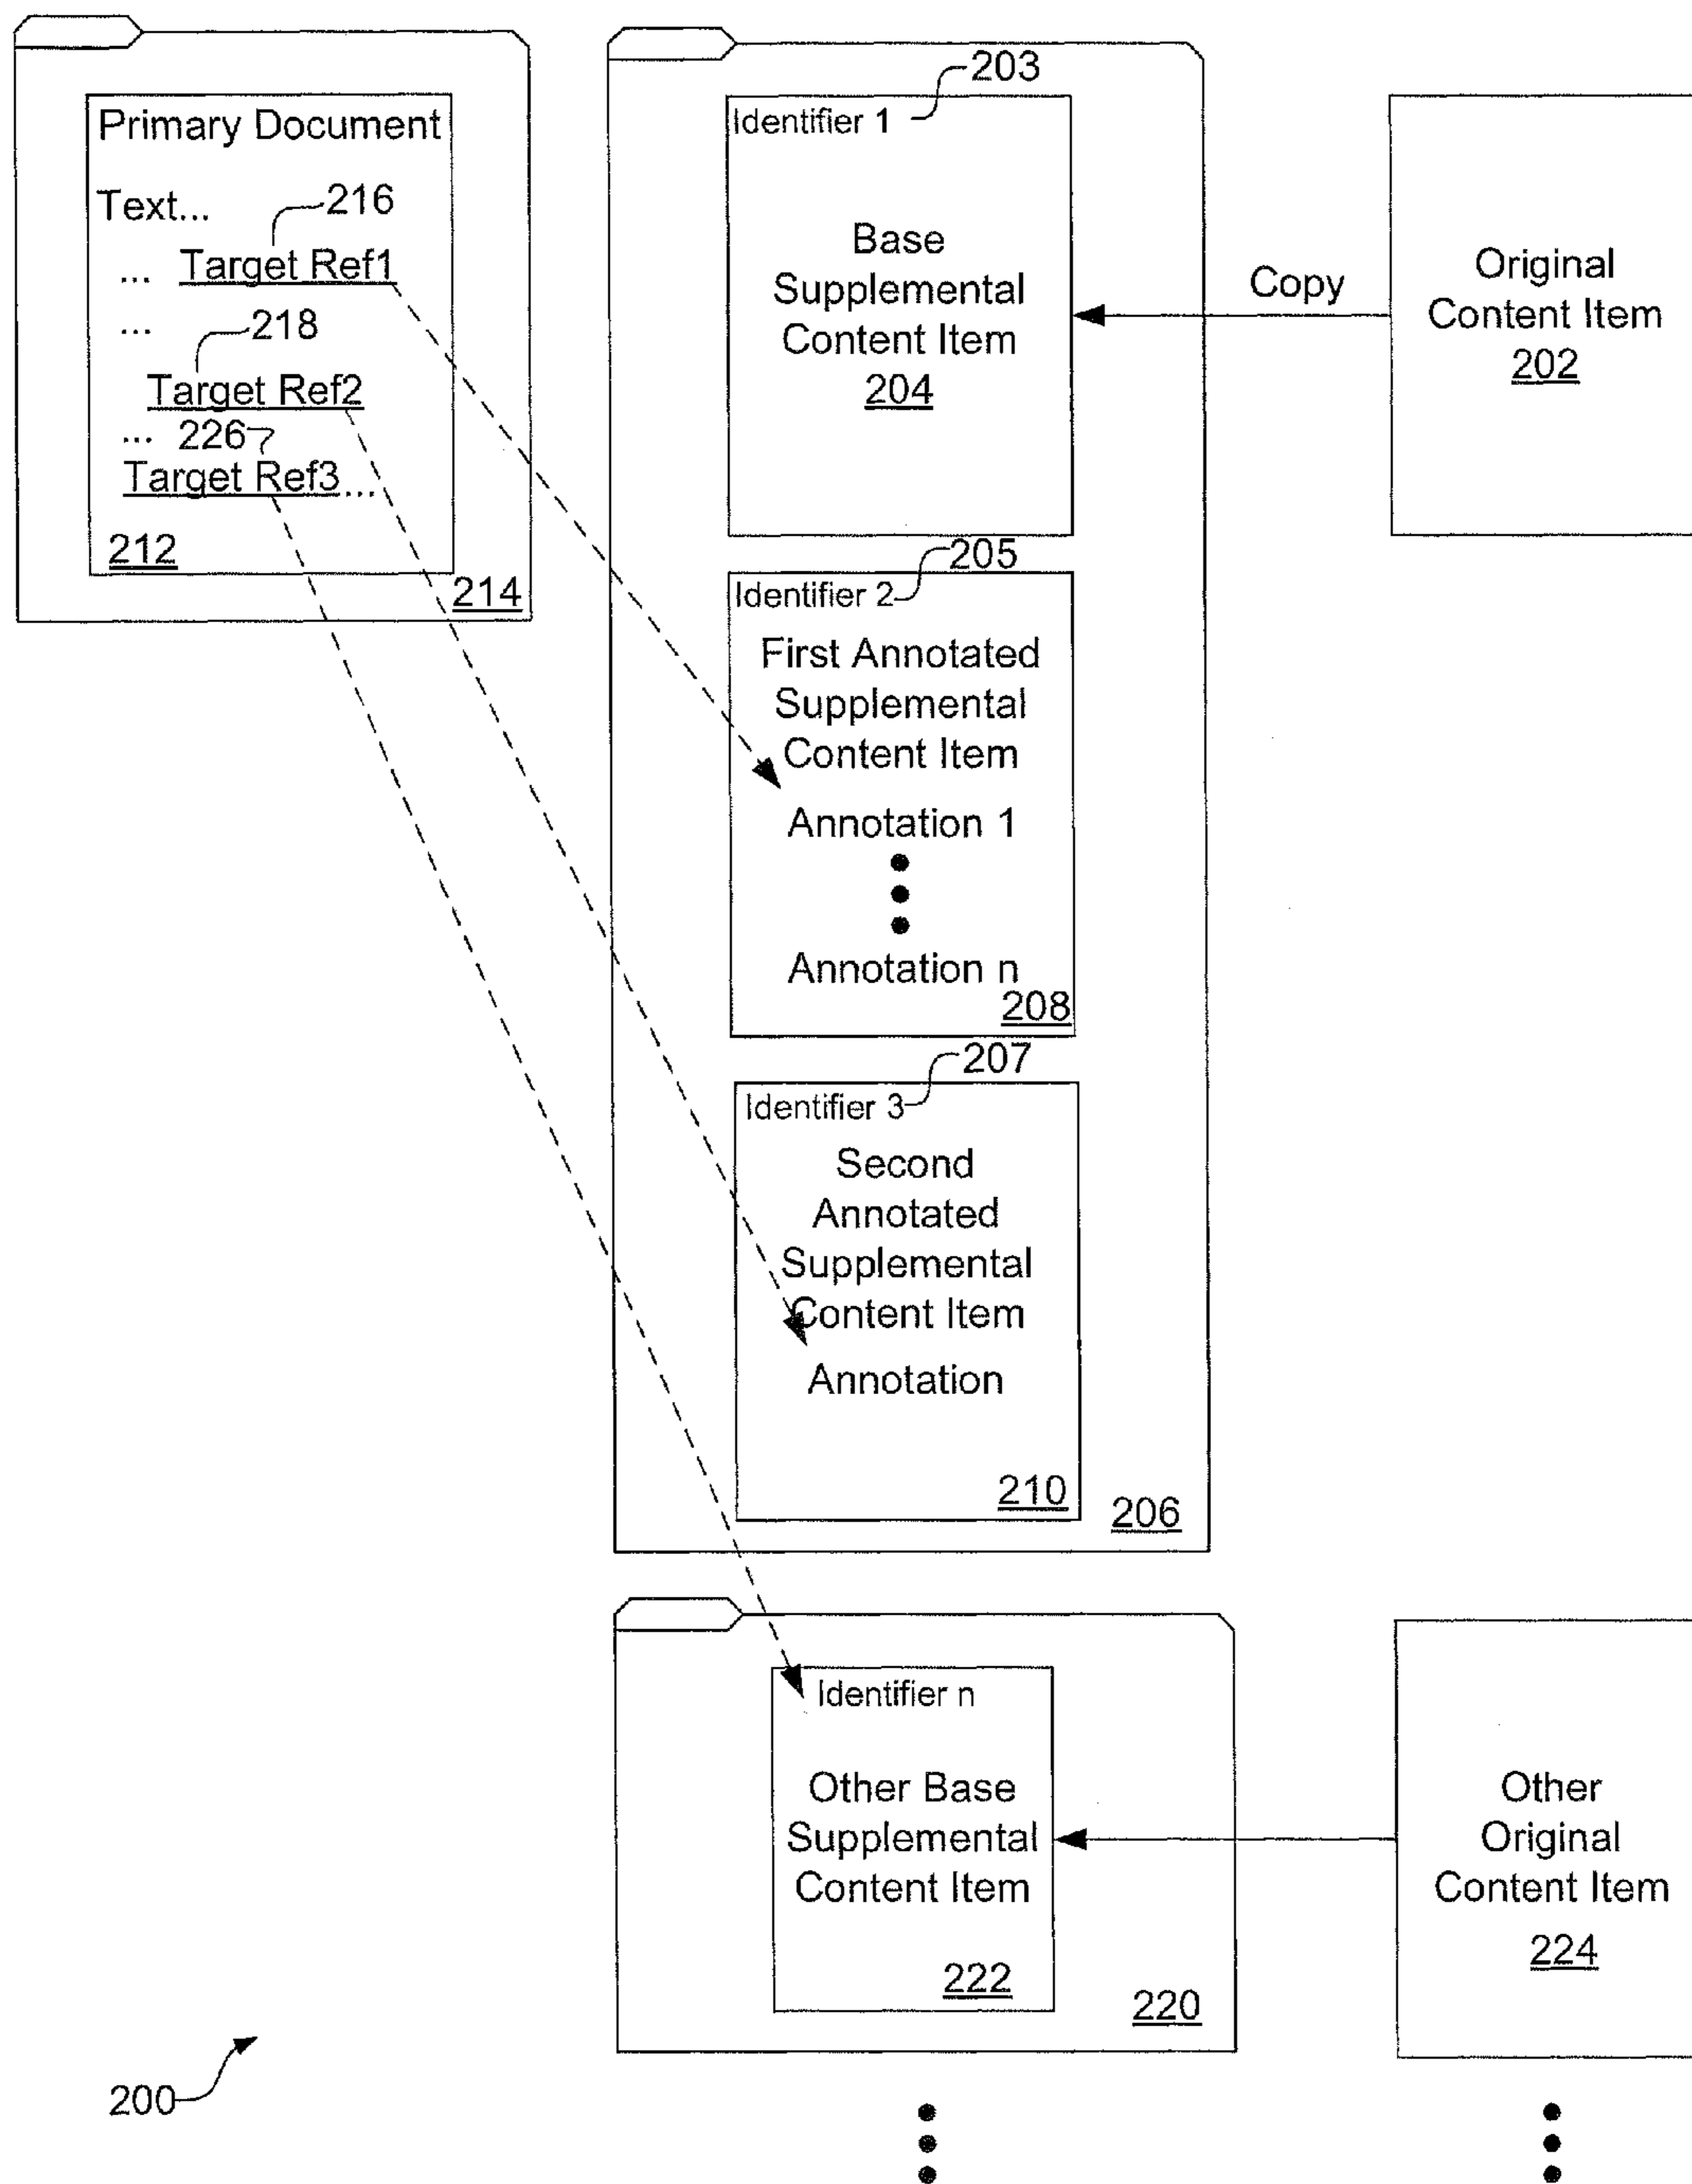 Primary Document
Text...
216
... Target Ref1
...
218
Target Ref2
... 226
Target Ref3...
212
214
203
Identifier 1
Base
Supplemental
Content Item
204
Copy
Original
Content Item
202
205
Identifier 2
First Annotated
Supplemental
Content Item
Annotation 1
Annotation n
208
207
Identifier 3
Second
Annotated
Supplemental
Content Item
Annotation
210
206
Identifier n
Other Base
Supplemental
Content Item
222
220
Other
Original
Content Item
224
200